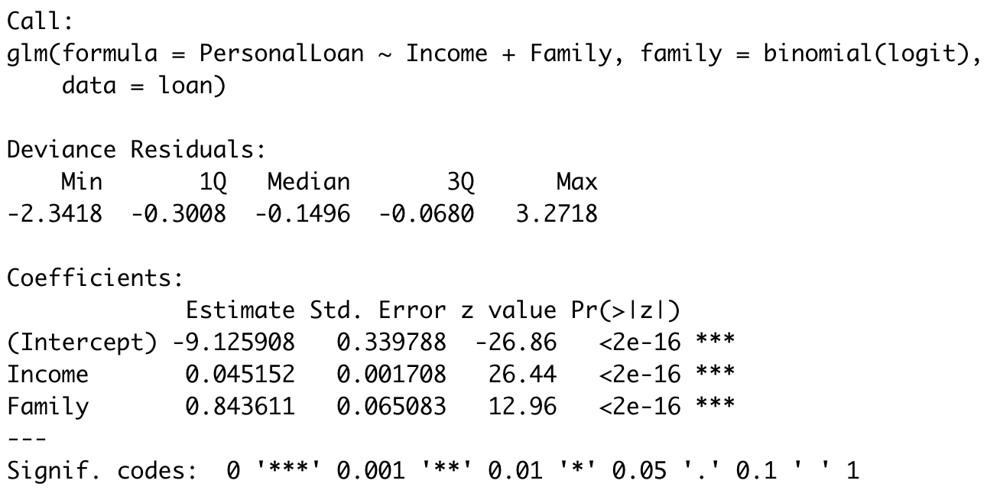 Call:
glm(formula = PersonalLoan ~ Income + Family, family = binomial(logit),
    data = loan)

Deviance Residuals:
    Min       1Q   Median       3Q      Max
-2.3418  -0.3008  -0.1496  -0.0680   3.2718

Coefficients:
             Estimate Std. Error z value Pr(>|z|)
(Intercept) -9.125908   0.339788  -26.86   <2e-16 ***
Income       0.045152   0.001708   26.44   <2e-16 ***
Family       0.843611   0.065083   12.96   <2e-16 ***
---
Signif. codes:  0 '***' 0.001 '**' 0.01 '*' 0.05 '.' 0.1 ' ' 1